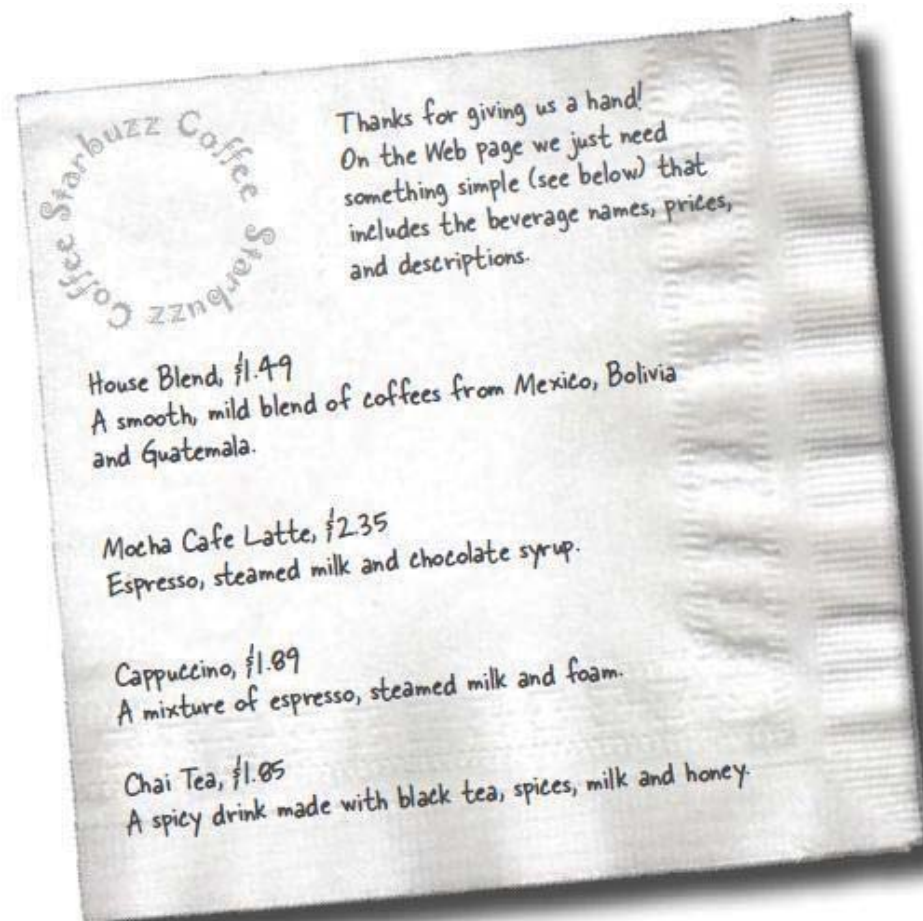 Starbuzz Coffee Starbuzz Coffee
Thanks for giving us a hand!
On the Web page we just need
something simple (see below) that
includes the beverage names, prices,
and descriptions.
House Blend, $1.49
A smooth, mild blend of coffees from Mexico, Bolivia
and Guatemala.
Mocha Cafe Latte, $2.35
Espresso, steamed milk and chocolate syrup.
Cappuccino, $1.89
A mixture of espresso, steamed milk and foam.
Chai Tea, $1.85
A spicy drink made with black tea, spices, milk and honey.